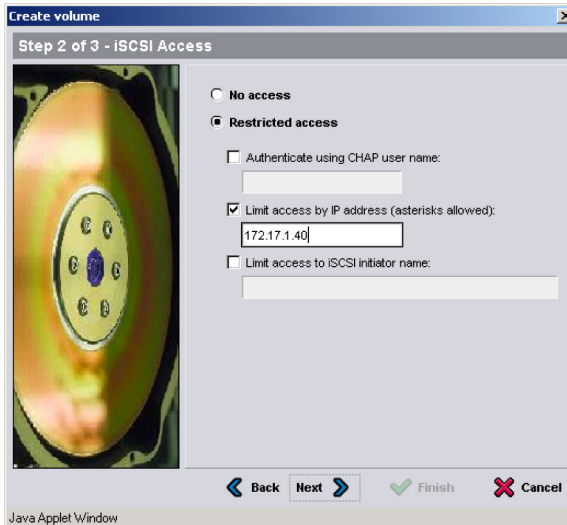 Create volume
Step 2 of 3 - iSCSI Access
No access
Restricted access
Authenticate using CHAP user name:
Limit access by IP address (asterisks allowed):
172.17.1.40
Limit access to iSCSI initiator name:
Back Next Finish Cancel
Java Applet Window